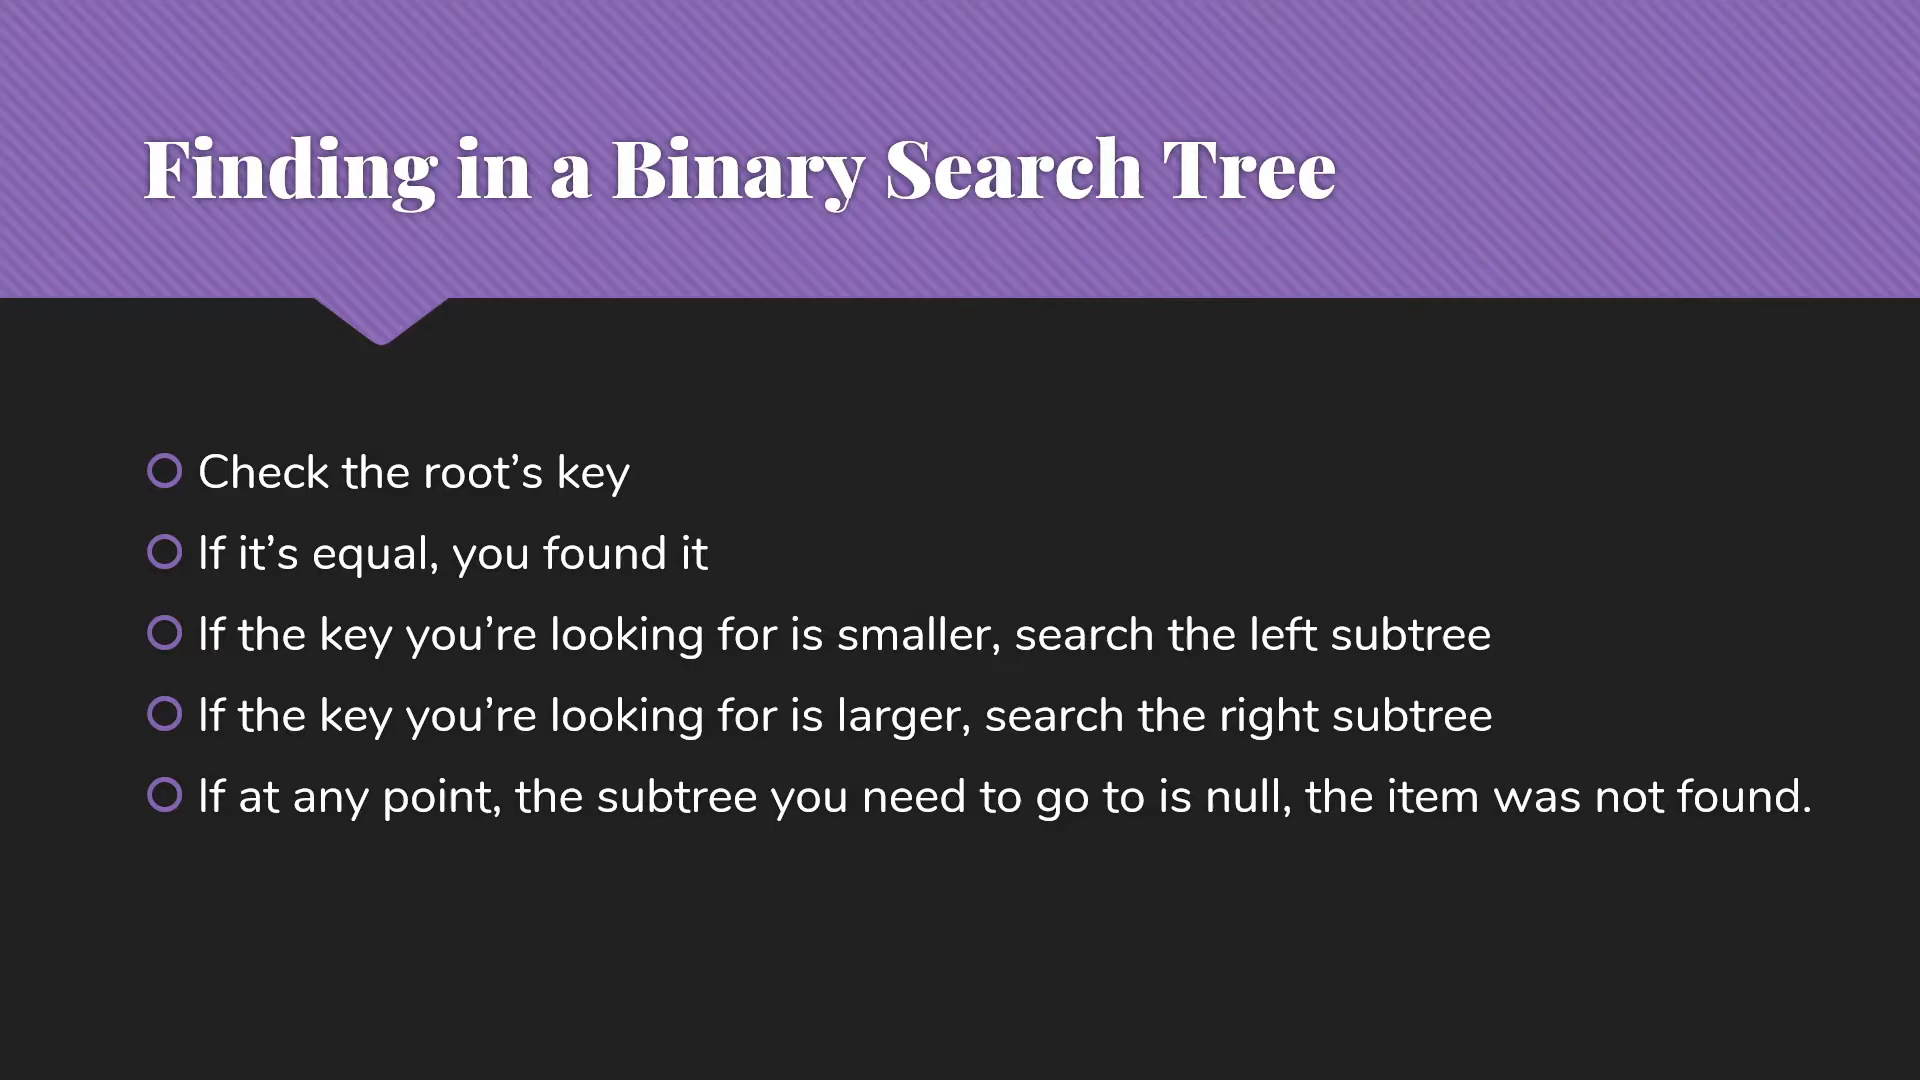 Finding in a Binary Search Tree
Check the root’s key
If it’s equal, you found it
If the key you’re looking for is smaller, search the left subtree
If the key you’re looking for is larger, search the right subtree
If at any point, the subtree you need to go to is null, the item was not found.